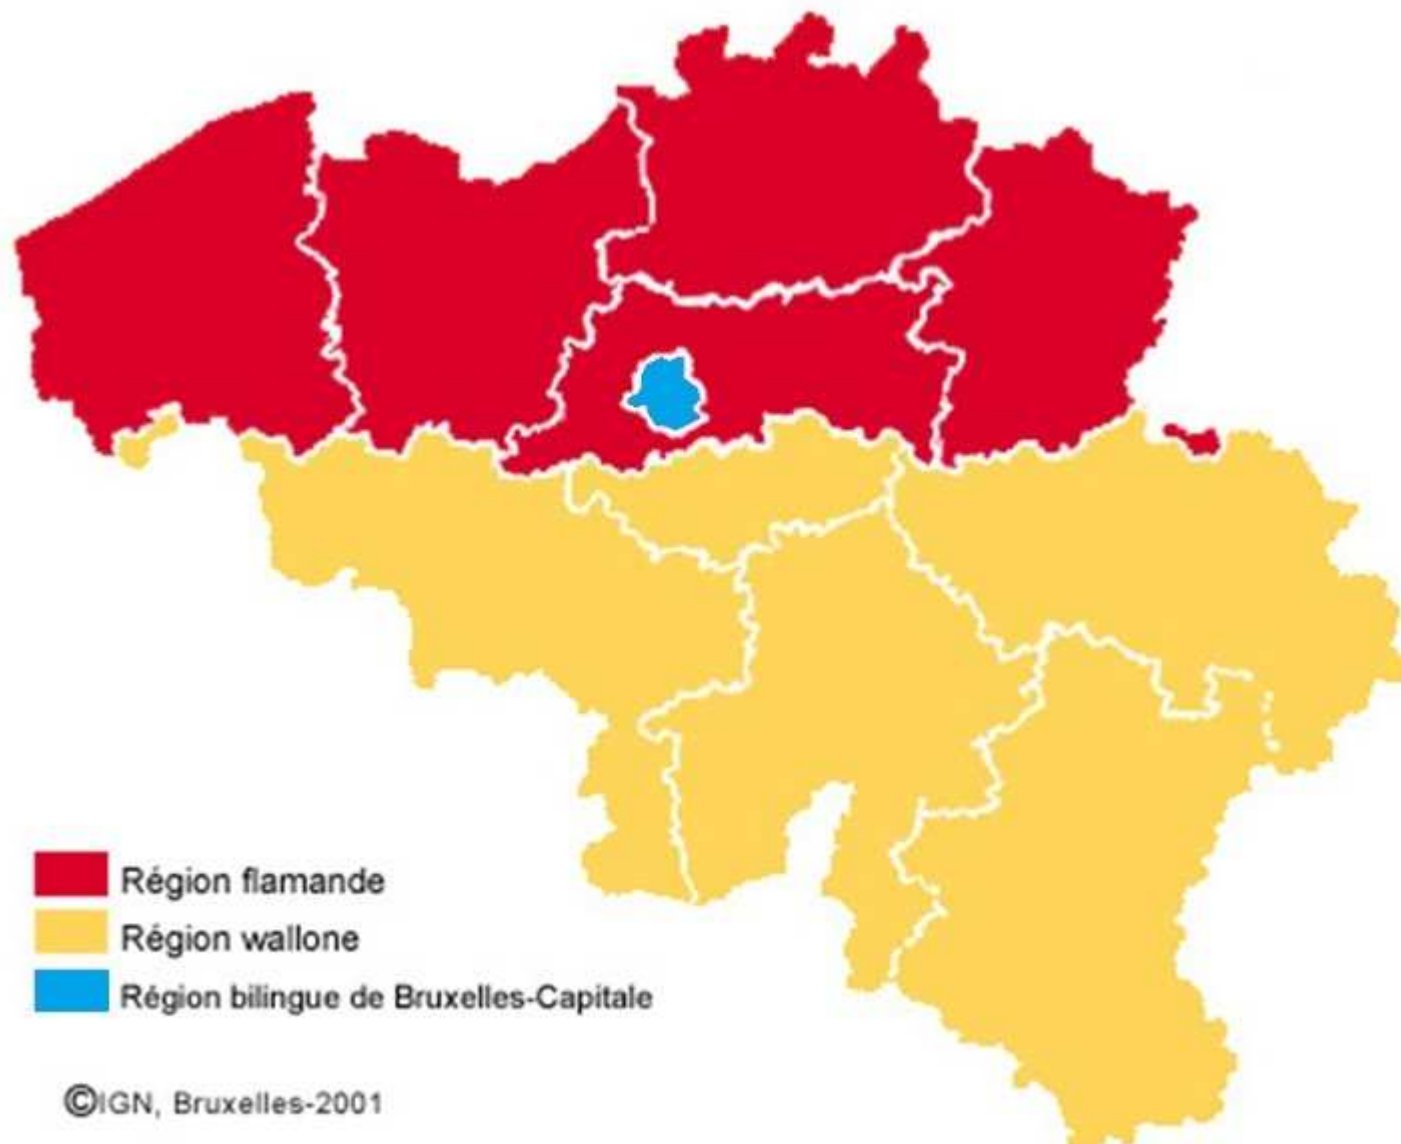 Région flamande
Région wallone
Région bilingue de Bruxelles-Capitale
©IGN, Bruxelles-2001